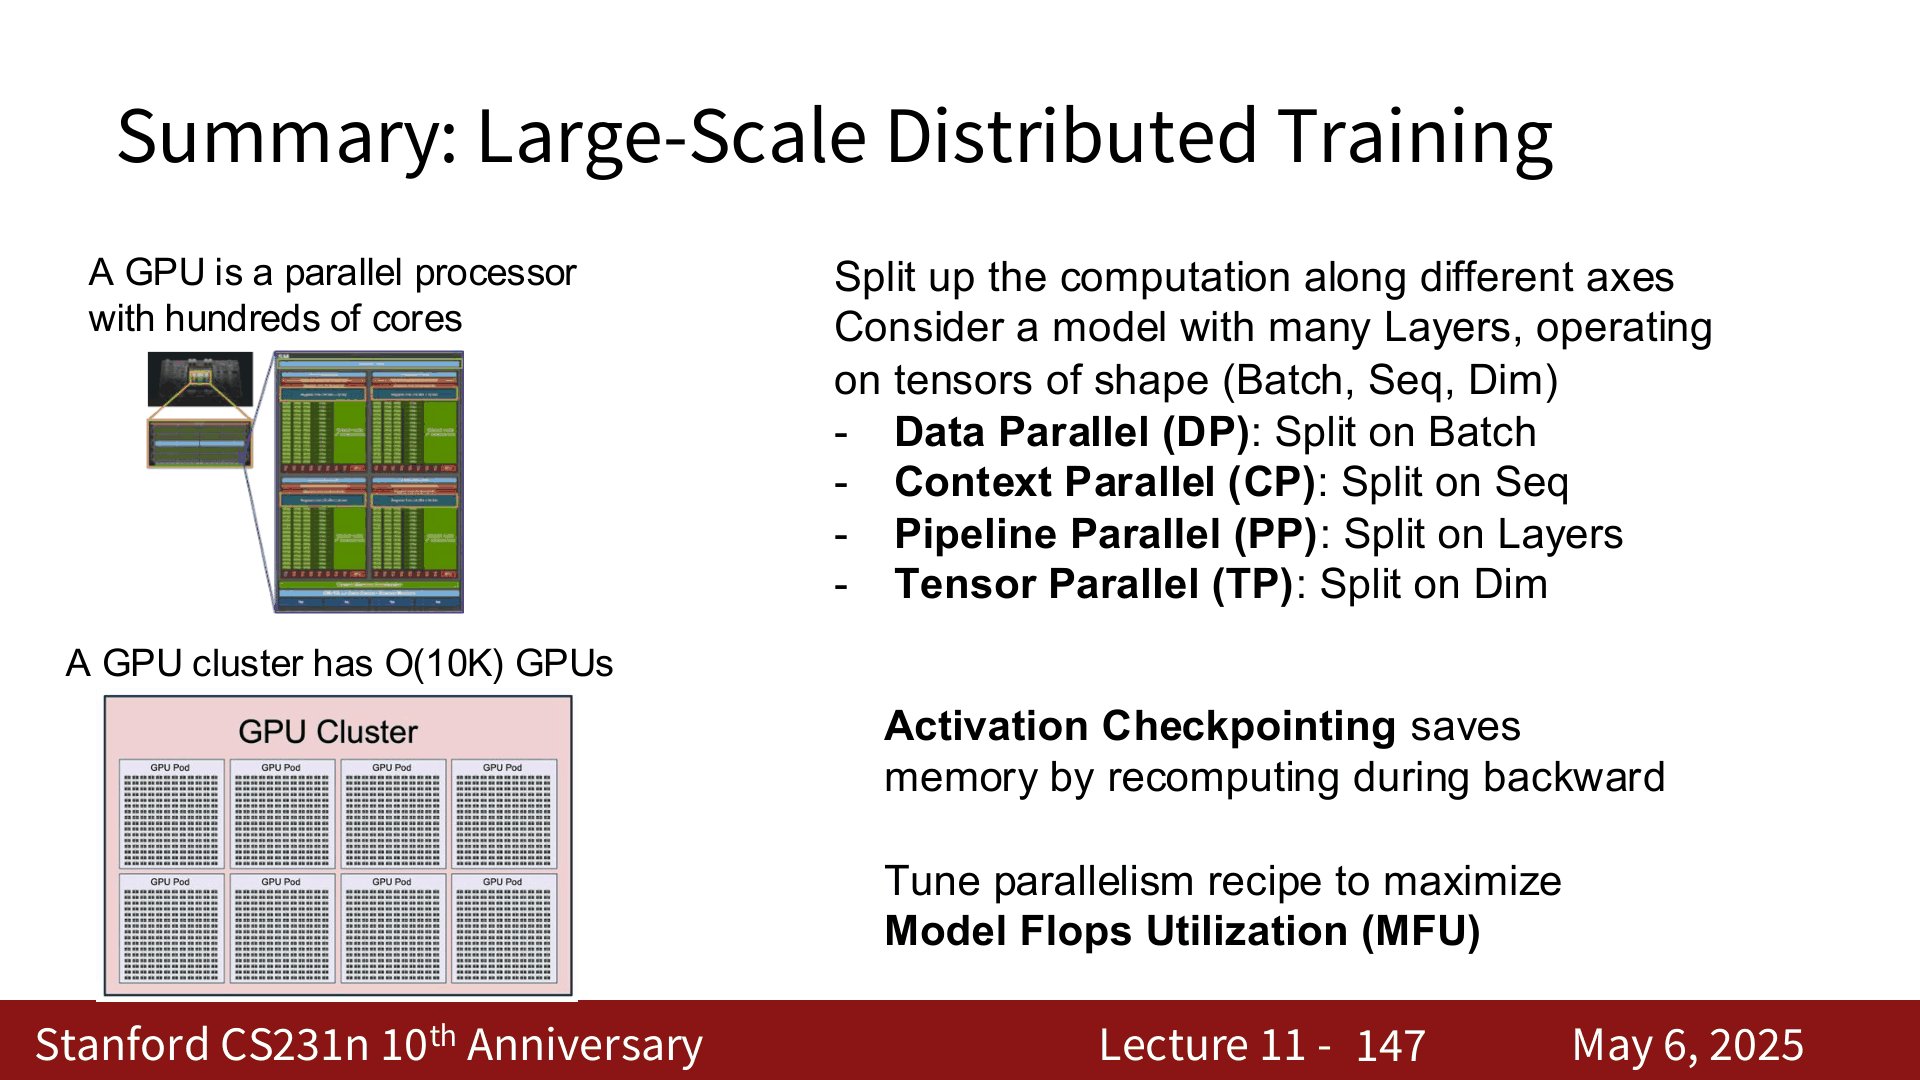 Summary: Large-Scale Distributed Training
A GPU is a parallel processor
with hundreds of cores
A GPU cluster has O(10K) GPUs
GPU Cluster
GPU Pod GPU Pod GPU Pod GPU Pod
GPU Pod GPU Pod GPU Pod GPU Pod
Split up the computation along different axes
Consider a model with many Layers, operating
on tensors of shape (Batch, Seq, Dim)
- Data Parallel (DP): Split on Batch
- Context Parallel (CP): Split on Seq
- Pipeline Parallel (PP): Split on Layers
- Tensor Parallel (TP): Split on Dim
Activation Checkpointing saves
memory by recomputing during backward
Tune parallelism recipe to maximize
Model Flops Utilization (MFU)
Stanford CS231n 10th Anniversary
Lecture 11 - 147
May 6, 2025